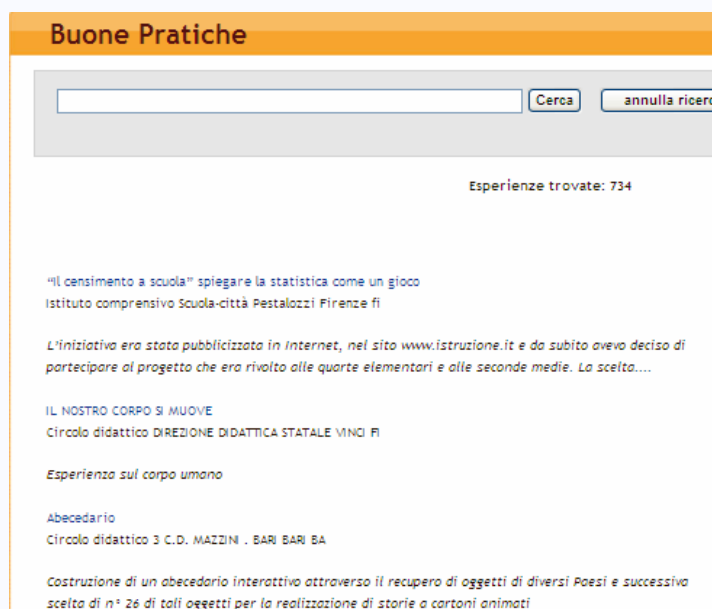 Buone Pratiche
Cerca
annulla ricerc
Esperienze trovate: 734
“Il censimento a scuola” spiegare la statistica come un gioco
Istituto comprensivo Scuola-città Pestalozzi Firenze fi
L'iniziativa era stata pubblicizzata in Internet, nel sito www.istruzione.it e da subito avevo deciso di
partecipare al progetto che era rivolto alle quarte elementari e alle seconde medie. La scelta....
IL NOSTRO CORPO SI MUOVE
Circolo didattico DIREZIONE DIDATTICA STATALE VINCI FI
Esperienza sul corpo umano
Abecedario
Circolo didattico 3 C.D. MAZZINI . BARI BARI BA
Costruzione di un abecedario interattivo attraverso il recupero di oggetti di diversi Paesi e successiva
scelta di n° 26 di tali oggetti per la realizzazione di storie a cartoni animati